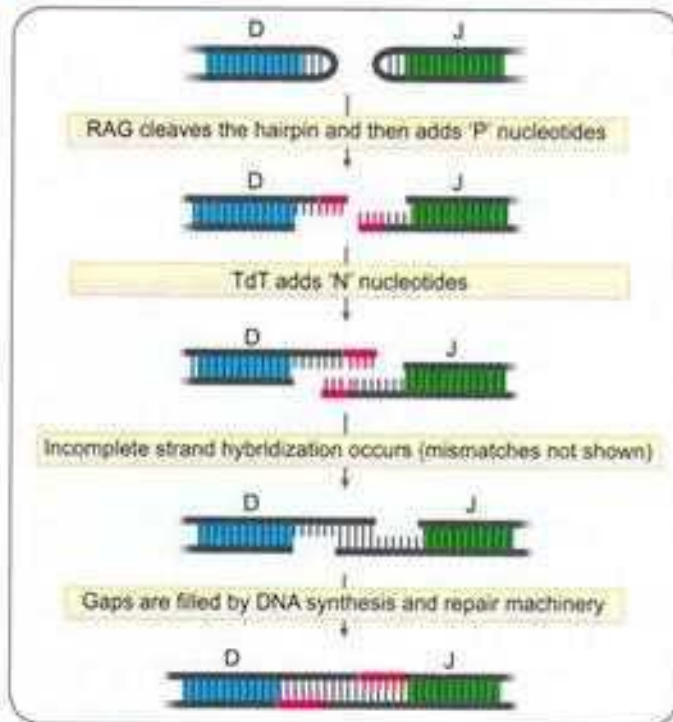 D J
RAG cleaves the hairpin and then adds 'P' nucleotides
D J
TdT adds 'N' nucleotides
D J
Incomplete strand hybridization occurs (mismatches not shown)
D J
Gaps are filled by DNA synthesis and repair machinery
D J